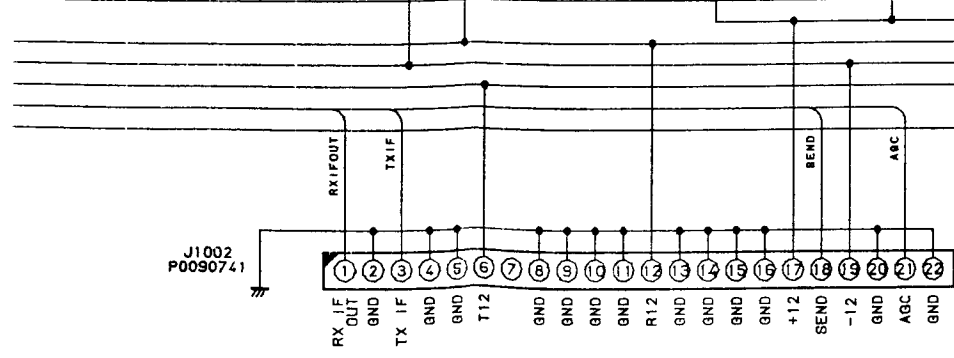 RXIFOUT
TXIF
SEND
AGC
J1002
P0090741
1 2 3 4 5 6 7 8 9 10 11 12 13 14 15 16 17 18 19 20 21 22
RX IF
OUT
GND
TX IF
GND
GND
T12
GND
GND
GND
GND
R12
GND
GND
GND
GND
+12
SEND
-12
GND
AGC
GND